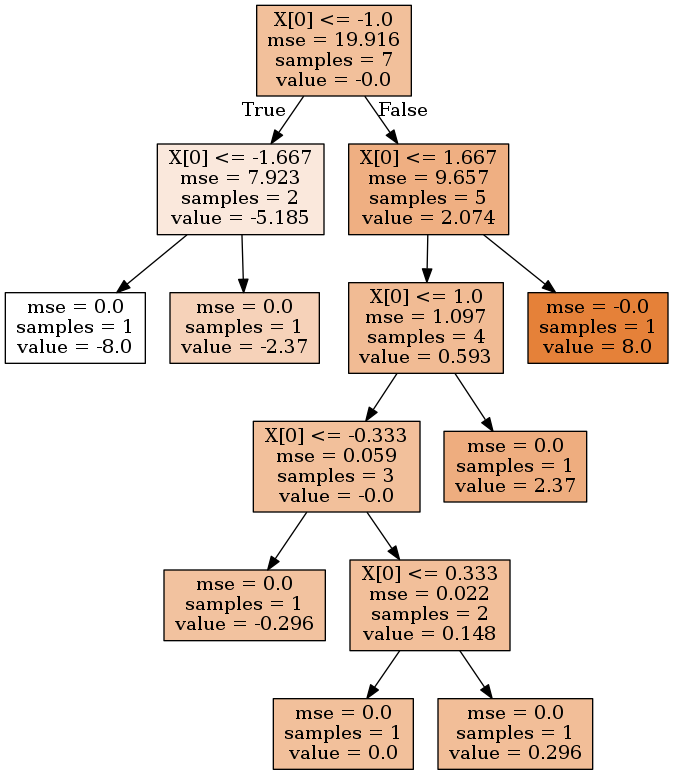 X[0] <= -1.0
mse = 19.916
samples = 7
value = -0.0
True
False
X[0] <= -1.667
mse = 7.923
samples = 2
value = -5.185
X[0] <= 1.667
mse = 9.657
samples = 5
value = 2.074
mse = 0.0
samples = 1
value = -8.0
mse = 0.0
samples = 1
value = -2.37
X[0] <= 1.0
mse = 1.097
samples = 4
value = 0.593
mse = -0.0
samples = 1
value = 8.0
X[0] <= -0.333
mse = 0.059
samples = 3
value = -0.0
mse = 0.0
samples = 1
value = 2.37
mse = 0.0
samples = 1
value = -0.296
X[0] <= 0.333
mse = 0.022
samples = 2
value = 0.148
mse = 0.0
samples = 1
value = 0.0
mse = 0.0
samples = 1
value = 0.296